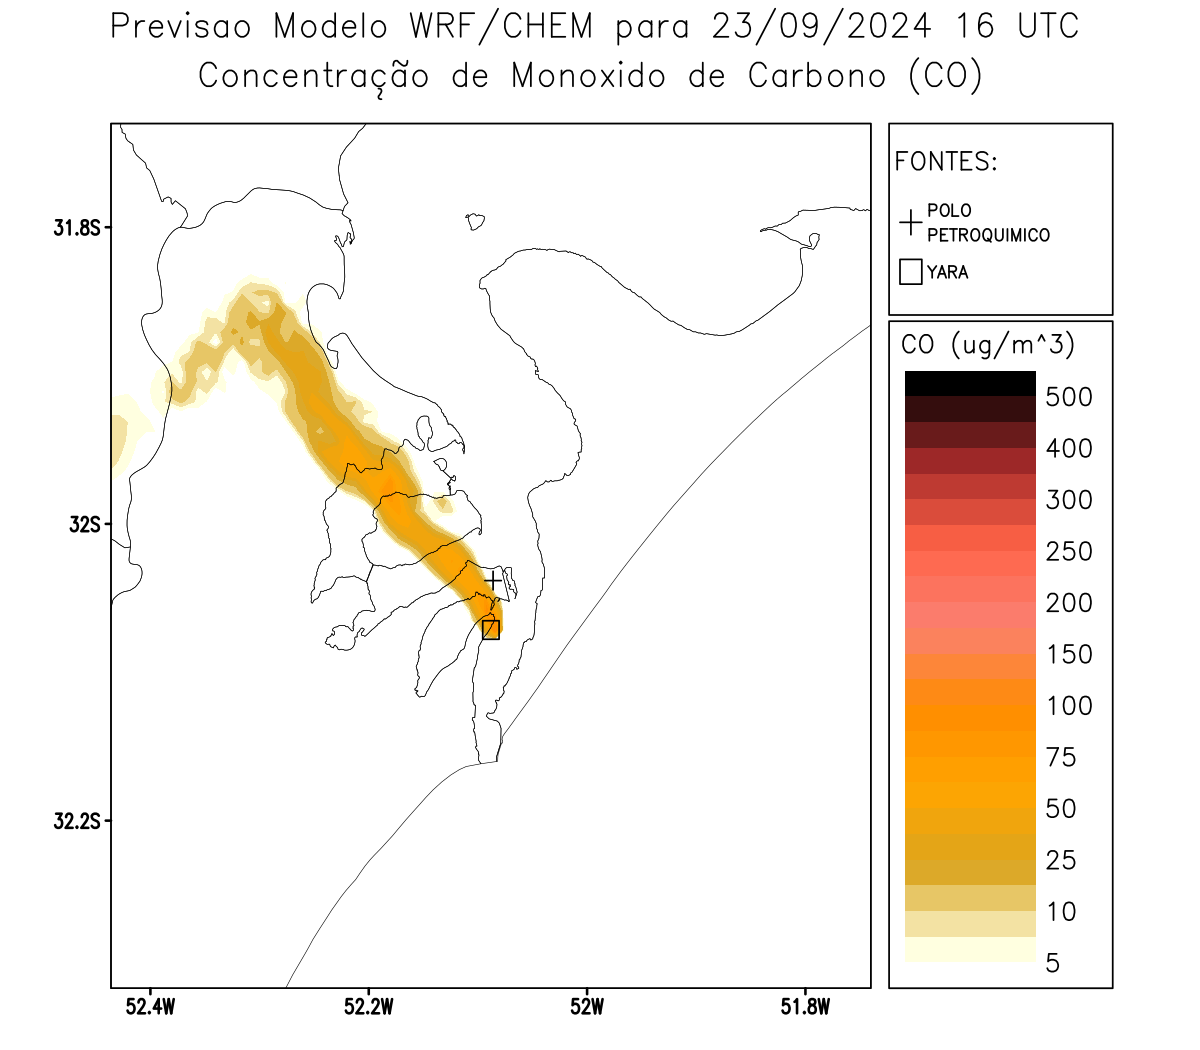 Previsao Modelo WRF/CHEM para 23/09/2024 16 UTC
Concentração de Monoxido de Carbono (CO)
FONTES:
POLO
PETROQUIMICO
YARA
CO (ug/m^3)
500
400
300
250
200
150
100
75
50
25
10
5
31.8S
32S
32.2S
52.4W
52.2W
52W
51.8W